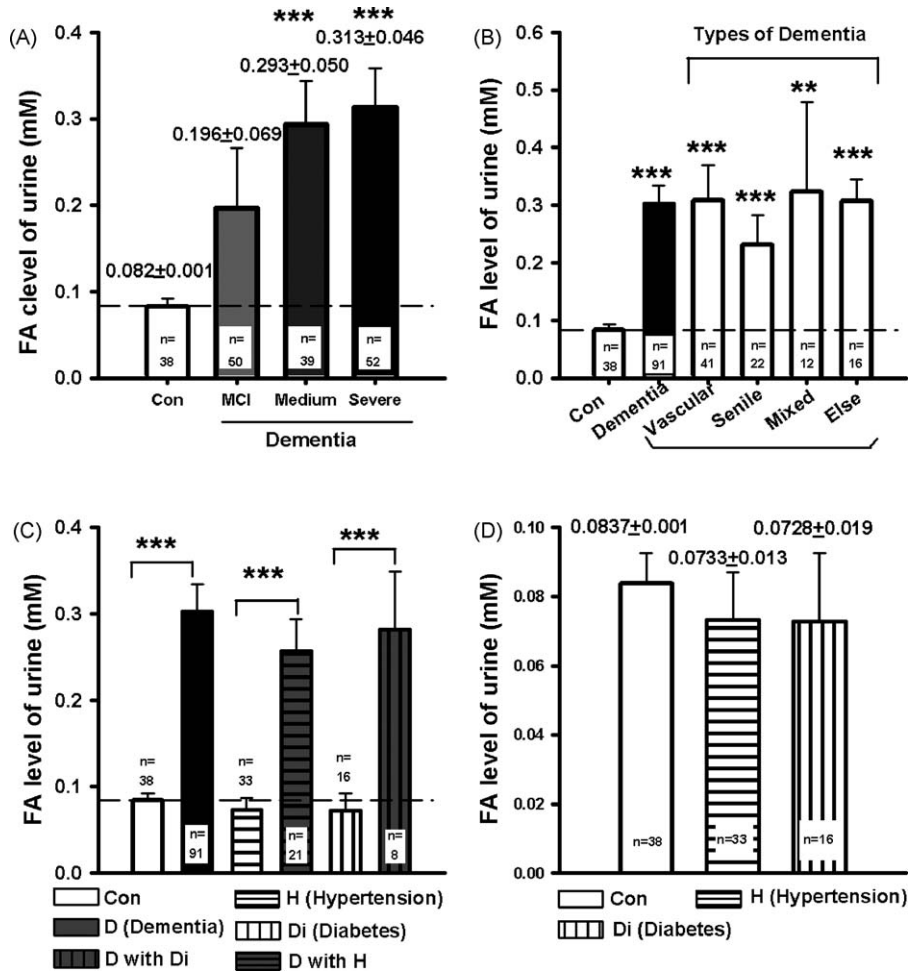 (A)
FA clevel of urine (mM)
0.4
0.3
0.2
0.1
0.0
0.082±0.001
0.196±0.069
***
0.293±0.050
***
0.313±0.046
n=
38
n=
60
n=
39
n=
52
Con
MCI
Medium
Severe
Dementia
(B)
FA level of urine (mM)
0.6
0.5
0.4
0.3
0.2
0.1
0.0
Types of Dementia
***
***
***
**
***
n=
38
n=
91
n=
41
n=
22
n=
12
n=
16
Con
Dementia
Vascular
Senile
Mixed
Else
(C)
FA level of urine (mM)
0.4
0.3
0.2
0.1
0.0
***
***
***
n=
38
n=
91
n=
33
n=
21
n=
16
n=
8
Con
H (Hypertension)
D (Dementia)
Di (Diabetes)
D with Di
D with H
(D)
FA level of urine (mM)
0.10
0.08
0.06
0.04
0.02
0.00
0.0837±0.001
0.0733±0.013
0.0728±0.019
n=38
n=33
n=16
Con
H (Hypertension)
Di (Diabetes)